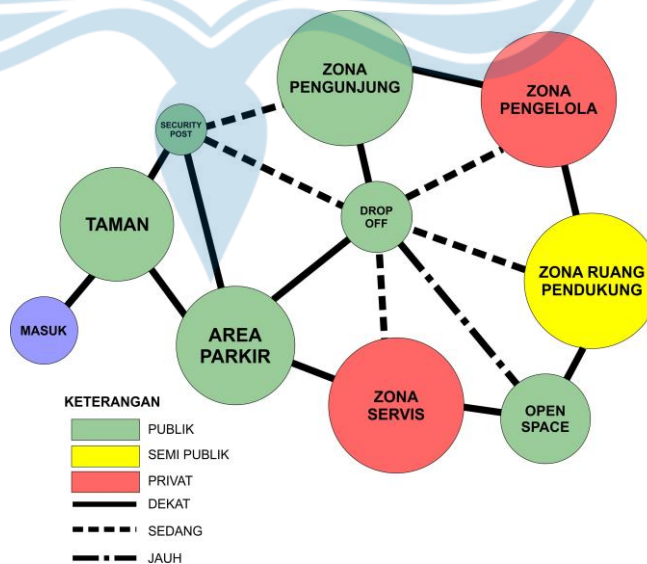 ZONA
PENGUNJUNG
ZONA
PENGELOLA
SECURITY
POST
TAMAN
DROP
OFF
ZONA RUANG
PENDUKUNG
MASUK
AREA
PARKIR
ZONA
SERVIS
OPEN
SPACE
KETERANGAN
PUBLIK
SEMI PUBLIK
PRIVAT
DEKAT
SEDANG
JAUH